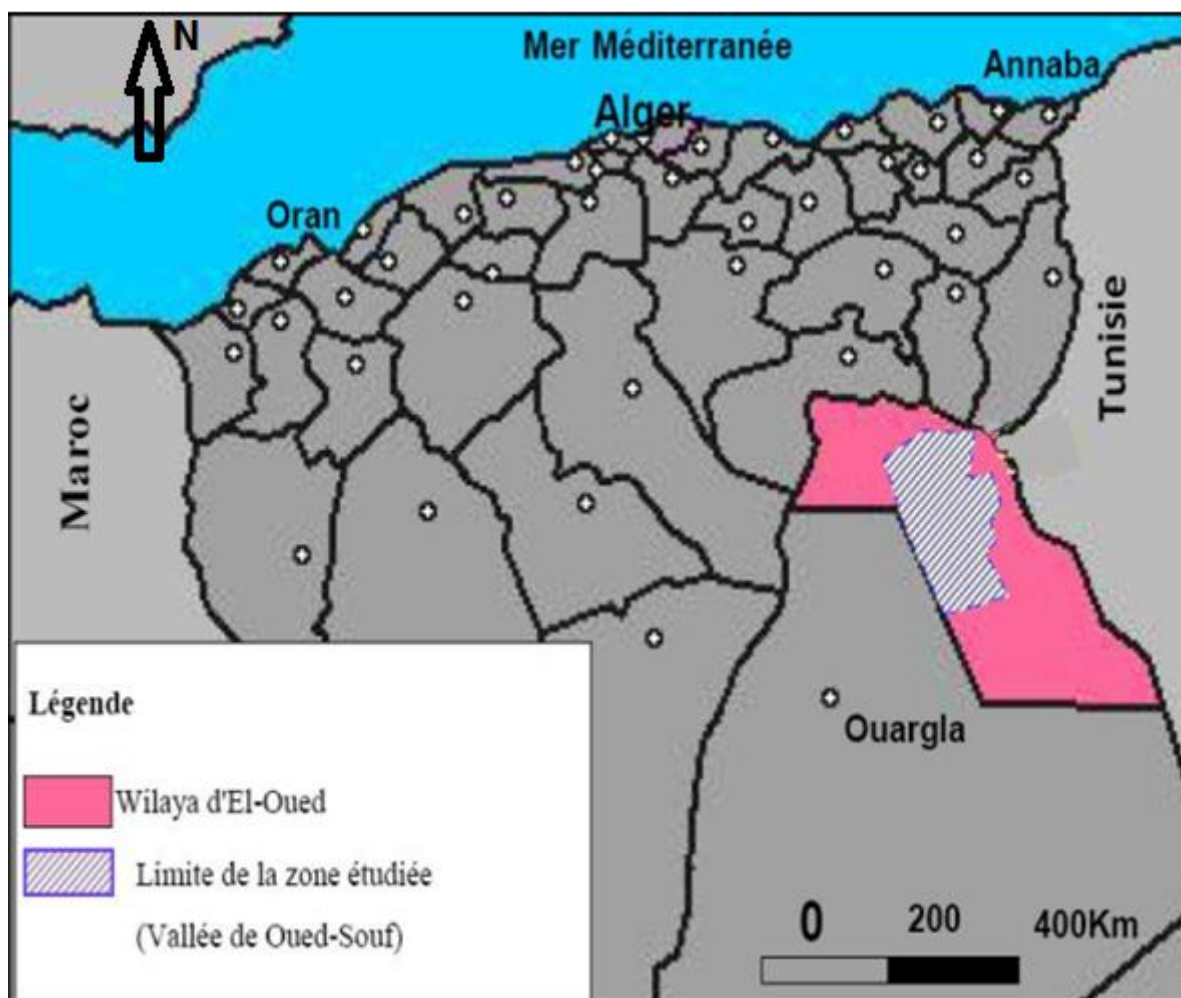 N
Mer Méditerranée
Annaba
Alger
Oran
Tunisie
Maroc
Ouargla
Légende
Wilaya d'El-Oued
Limite de la zone étudiée
(Vallée de Oued-Souf)
0 200 400Km